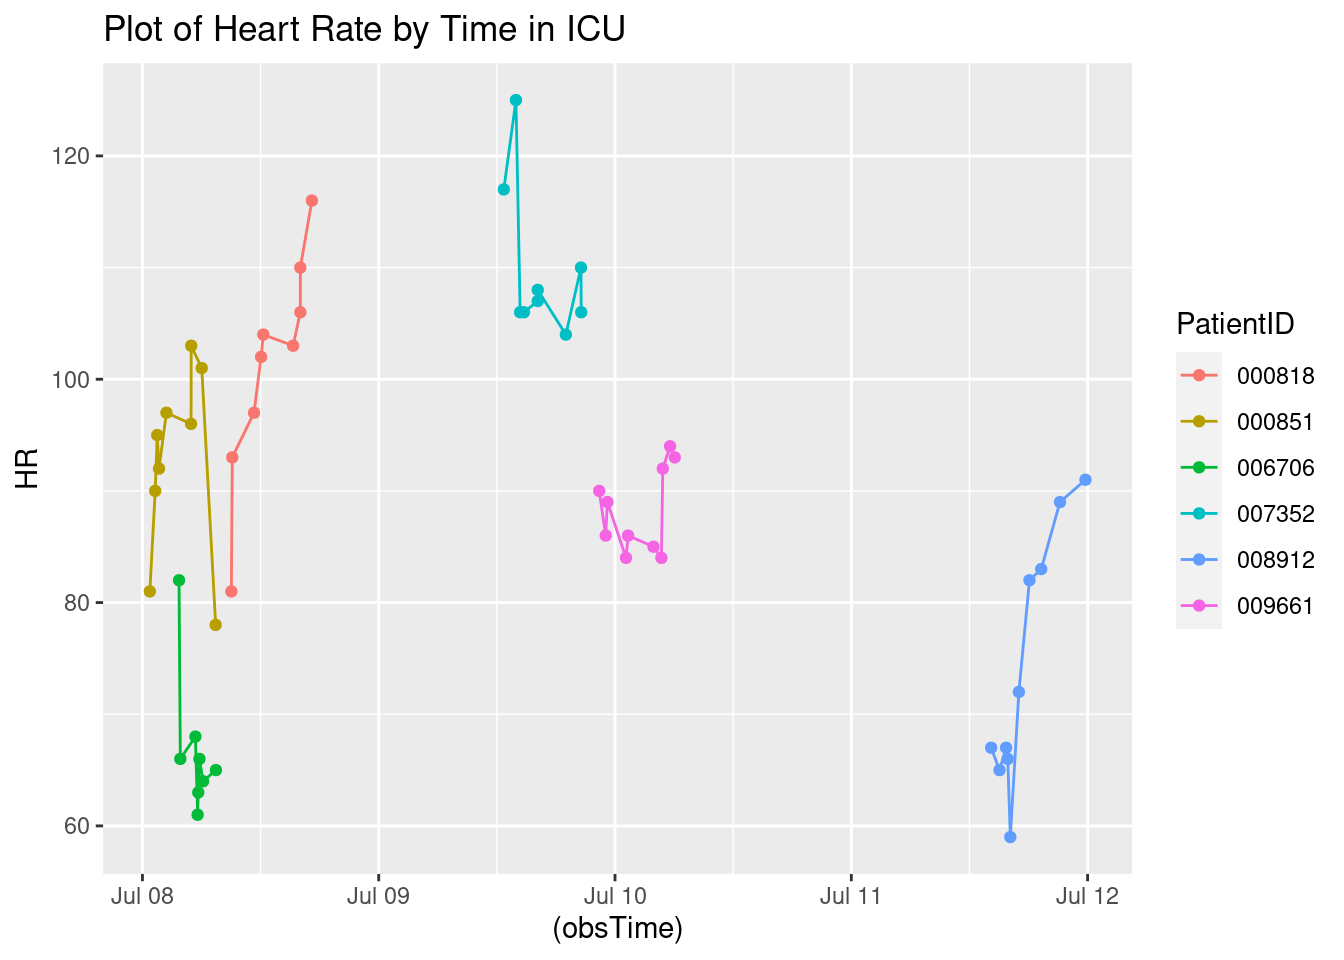 Plot of Heart Rate by Time in ICU
HR
120
100
80
60
Jul 08
Jul 09
Jul 10
Jul 11
Jul 12
(obsTime)
PatientID
000818
000851
006706
007352
008912
009661